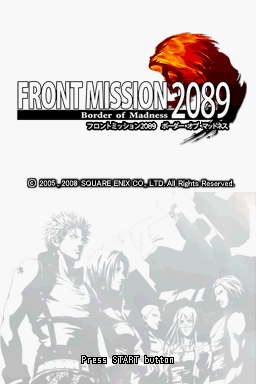 FRONT MISSION 2089
Border of Madness
フロントミッション2089 ボーダー・オブ・マッドネス
© 2005, 2008 SQUARE ENIX CO., LTD. All Rights Reserved.
Press START button